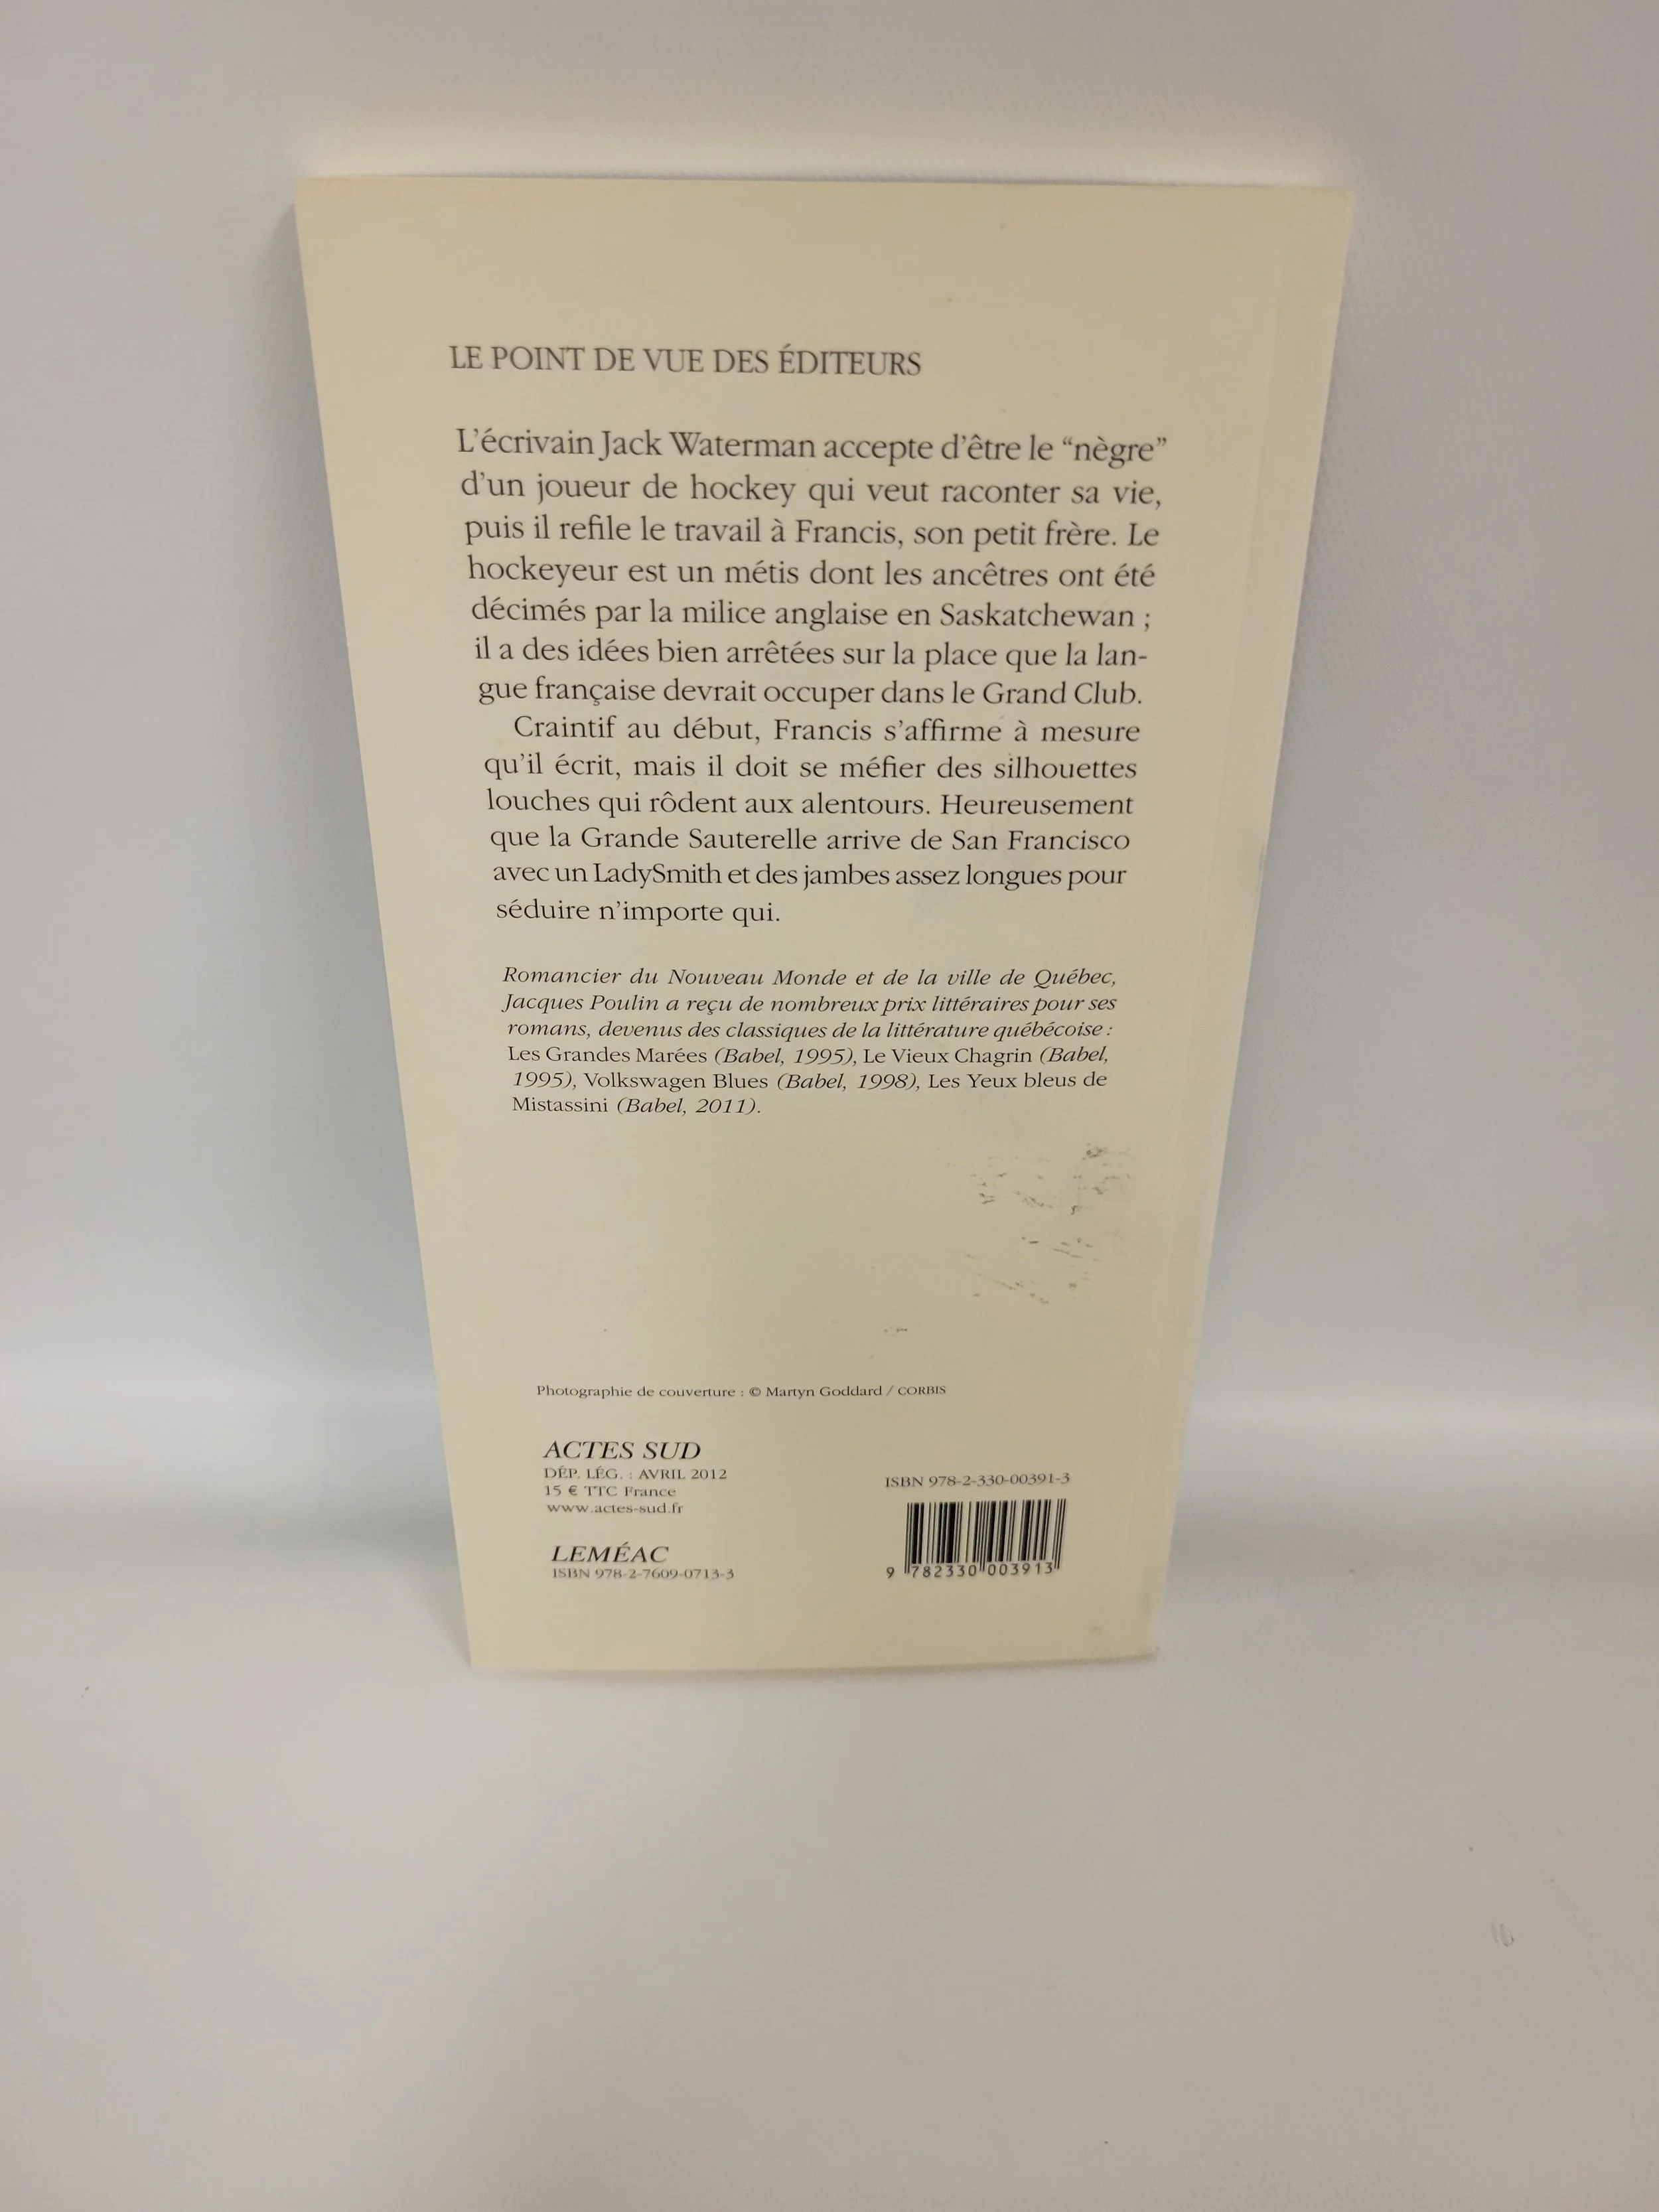 LE POINT DE VUE DES ÉDITEURS
L'écrivain Jack Waterman accepte d'être le “nègre”
d'un joueur de hockey qui veut raconter sa vie,
puis il refile le travail à Francis, son petit frère. Le
hockeyeur est un métis dont les ancêtres ont été
décimés par la milice anglaise en Saskatchewan ;
il a des idées bien arrêtées sur la place que la lan-
gue française devrait occuper dans le Grand Club.
Craintif au début, Francis s'affirme à mesure
qu'il écrit, mais il doit se méfier des silhouettes
louches qui rôdent aux alentours. Heureusement
que la Grande Sauterelle arrive de San Francisco
avec un LadySmith et des jambes assez longues pour
séduire n'importe qui.
Romancier du Nouveau Monde et de la ville de Québec,
Jacques Poulin a reçu de nombreux prix littéraires pour ses
romans, devenus des classiques de la littérature québécoise :
Les Grandes Marées (Babel, 1995), Le Vieux Chagrin (Babel,
1995), Volkswagen Blues (Babel, 1998), Les Yeux bleus de
Mistassini (Babel, 2011).
Photographie de couverture : © Martyn Goddard / CORBIS
ACTES SUD
DÉP. LÉG. : AVRIL 2012
15 € TTC France
www.actes-sud.fr
LEMÉAC
ISBN 978-2-7609-0713-3
ISBN 978-2-330-00391-3
9 782330 003913